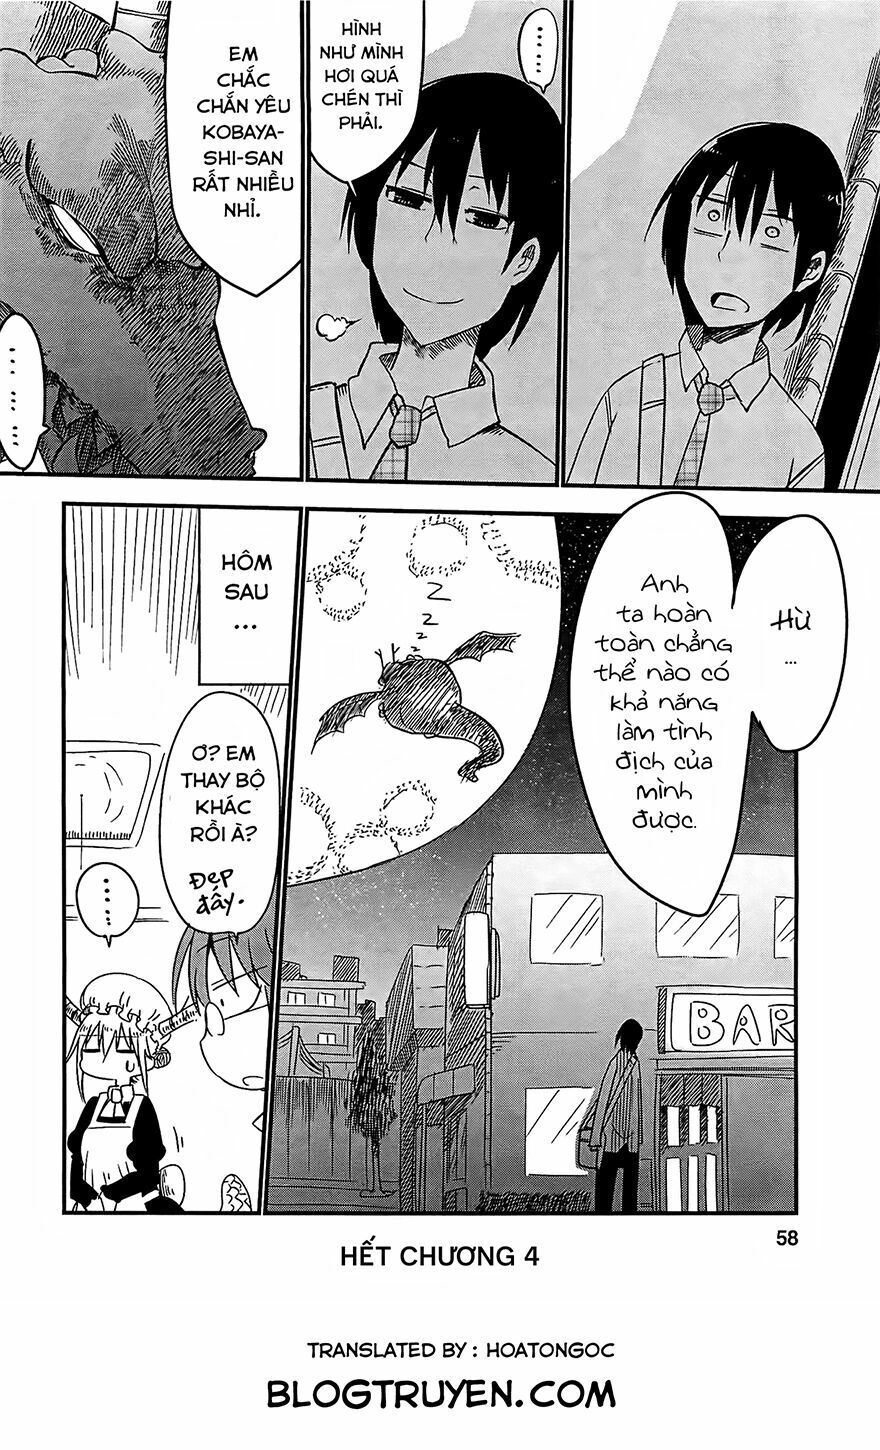 ......
HÌNH
NHƯ MÌNH
HƠI QUÁ
CHÉN THÌ
PHẢI.
EM
CHẮC
CHẮN YÊU
KOBAYA-
SHI-SAN
RẤT NHIỀU
NHỈ.
... ... ...
HỪ
...
Anh
ta hoàn
toàn chẳng
thể nào có
khả năng
làm tình
địch của
mình
được.
Z
Z
Z
BAR
HÔM
SAU
...
Ơ? EM
THAY BỘ
KHÁC
RỒI À?
Đẹp
đấy.
......
58
HẾT CHƯƠNG 4
TRANSLATED BY : HOATONGOC
BLOGTRUYEN.COM